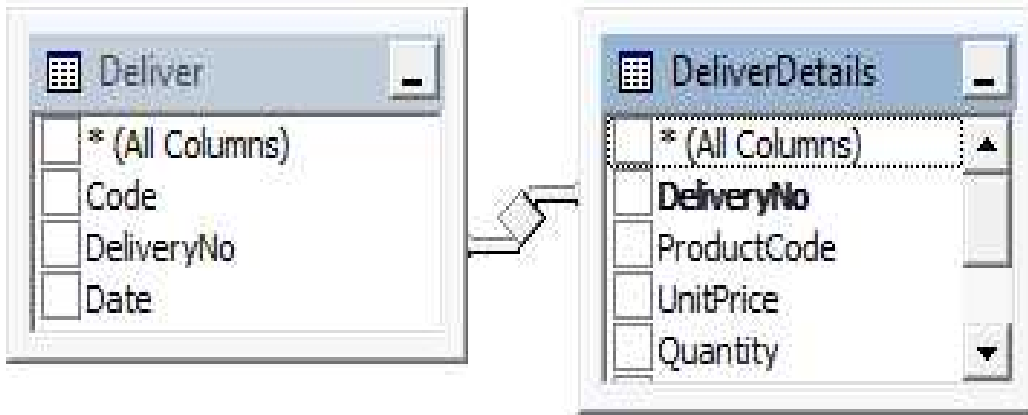 Deliver
* (All Columns)
Code
DeliveryNo
Date
DeliverDetails
* (All Columns)
DeliveryNo
ProductCode
UnitPrice
Quantity